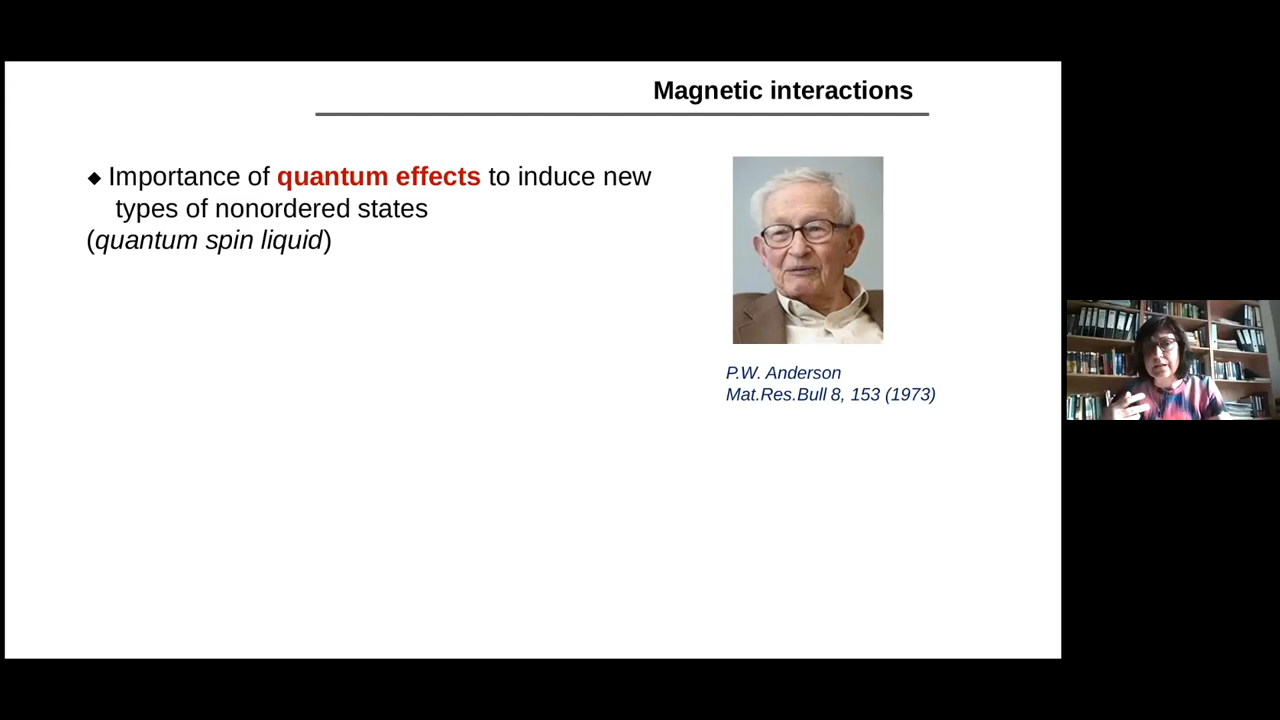 Magnetic interactions
◆ Importance of quantum effects to induce new
types of nonordered states
(quantum spin liquid)
P.W. Anderson
Mat.Res.Bull 8, 153 (1973)